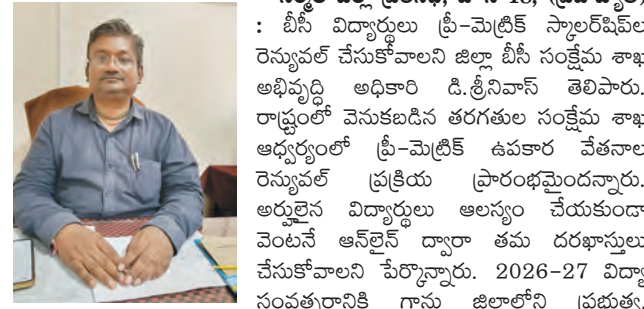 : బీసీ విద్యార్థులు ప్రీ-మెట్రిక్ స్కాలర్‌షిప్‌ల
రెన్యువల్ చేసుకోవాలని జిల్లా బీసీ సంక్షేమ శాఖ
అభివృద్ధి అధికారి డి.శ్రీనివాస్ తెలిపారు.
రాష్ట్రంలో వెనుకబడిన తరగతుల సంక్షేమ శాఖ
ఆధ్వర్యంలో ప్రీ-మెట్రిక్ ఉపకార వేతనాల
రెన్యువల్ ప్రక్రియ ప్రారంభమైందన్నారు.
అర్హులైన విద్యార్థులు ఆలస్యం చేయకుండా
వెంటనే ఆన్‌లైన్ ద్వారా తమ దరఖాస్తులు
చేసుకోవాలని పేర్కొన్నారు. 2026-27 విద్యా
సంవత్సరానికి గాను జిల్లాలోని ప్రభుత్వ,